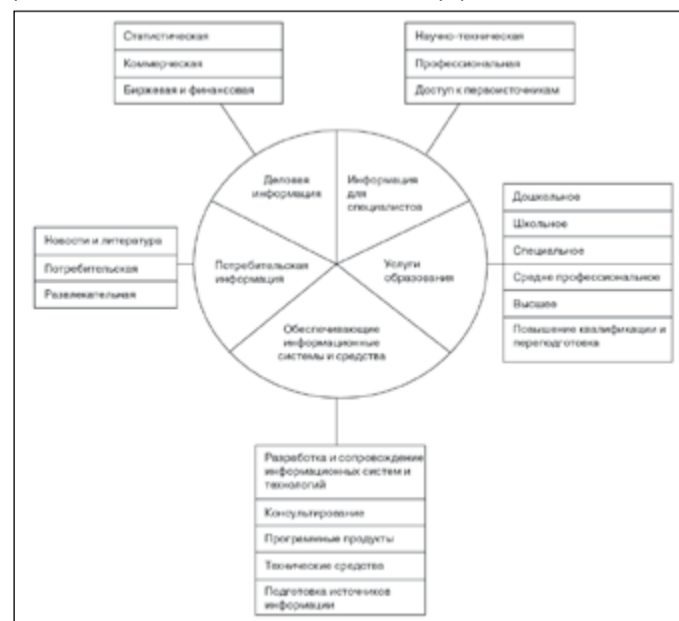 Статистическая
Коммерческая
Биржевая и финансовая
Научно-техническая
Профессиональная
Доступ к первоисточникам
Деловая
информация
Информация
для
специалистов
Новости и литература
Потребительская
Развлекательная
Потребительская
информация
Услуги
образования
Дошкольное
Школьное
Специальное
Средне профессиональное
Высшее
Повышение квалификации и
переподготовка
Обеспечивающие
информационные
системы и средства
Разработка и сопровождение
информационных систем и
технологий
Консультирование
Программные продукты
Технические средства
Подготовка источников
информации